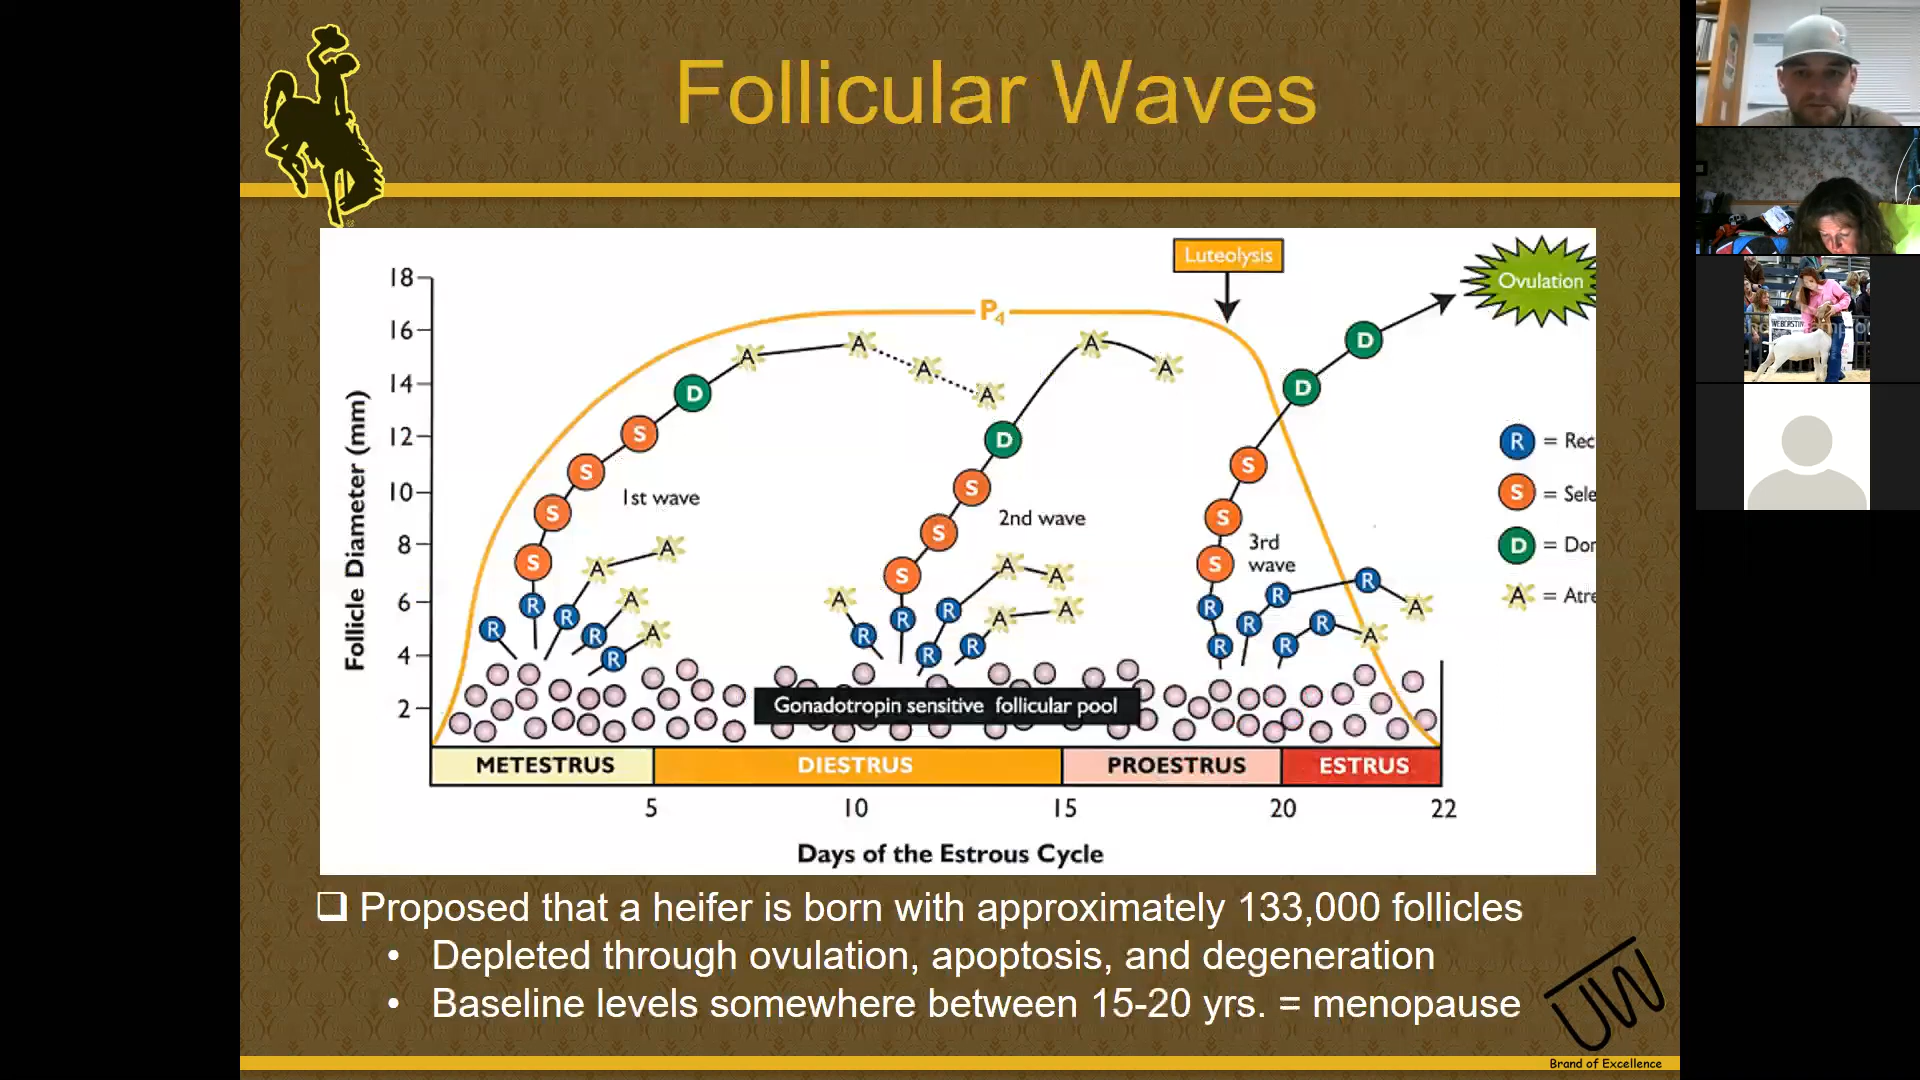 Follicular Waves
Luteolysis
Ovulation
P4
18
16
14
12
10
8
6
4
2
Follicle Diameter (mm)
A A A A A A
D D D D D
S S S S S S S S S S
1st wave
2nd wave
3rd
wave
R = Rec
S = Sele
D = Dor
A = Atre
A A A A A A A A A A A
R R R R R R R R R R R R R R R R R
Gonadotropin sensitive follicular pool
METESTRUS DIESTRUS PROESTRUS ESTRUS
5 10 15 20 22
Days of the Estrous Cycle
❑ Proposed that a heifer is born with approximately 133,000 follicles
• Depleted through ovulation, apoptosis, and degeneration
• Baseline levels somewhere between 15-20 yrs. = menopause
UW
Brand of Excellence